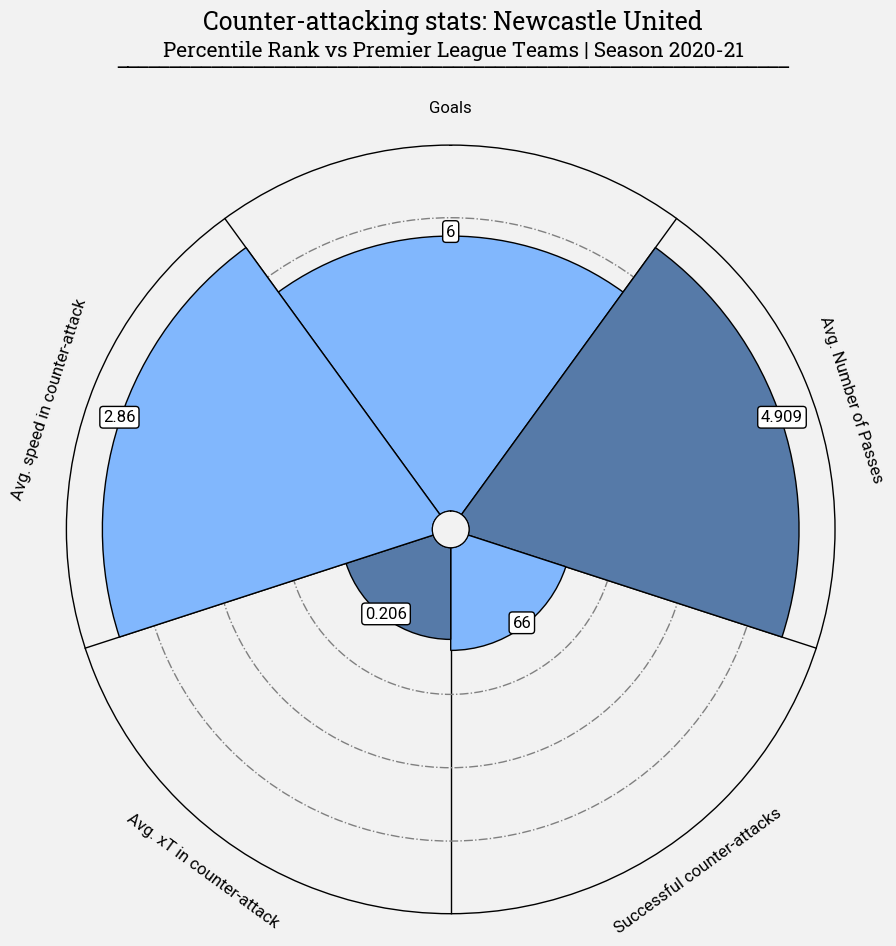 Counter-attacking stats: Newcastle United
Percentile Rank vs Premier League Teams | Season 2020-21
Goals
6
Avg. speed in counter-attack
2.86
Avg. Number of Passes
4.909
0.206
66
Avg. xT in counter-attack
Successful counter-attacks